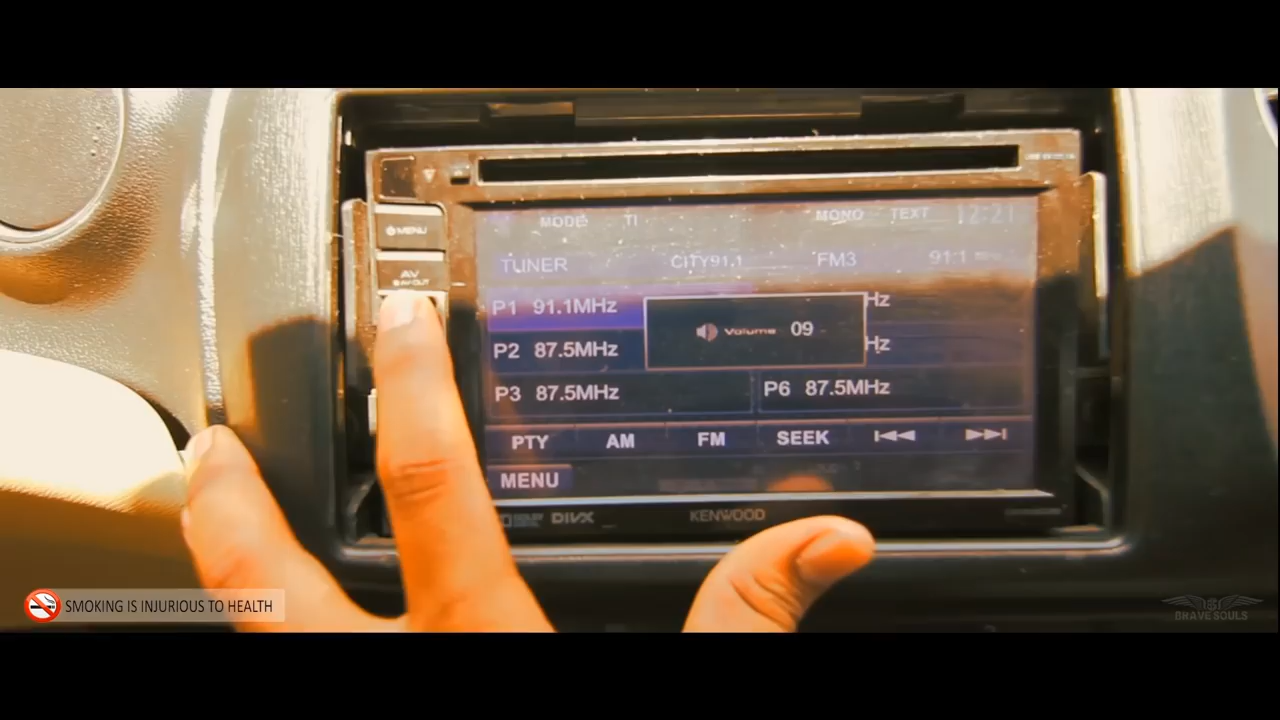 MENU
AV
MODE: TI MONO TEXT 12:21
TUNER CITY91.1 FM3 91.1
P1 91.1MHz Hz
P2 87.5MHz Hz
Volume 09
P3 87.5MHz P6 87.5MHz
PTY AM FM SEEK
MENU
DIVX KENWOOD
SMOKING IS INJURIOUS TO HEALTH
BRAVE SOULS